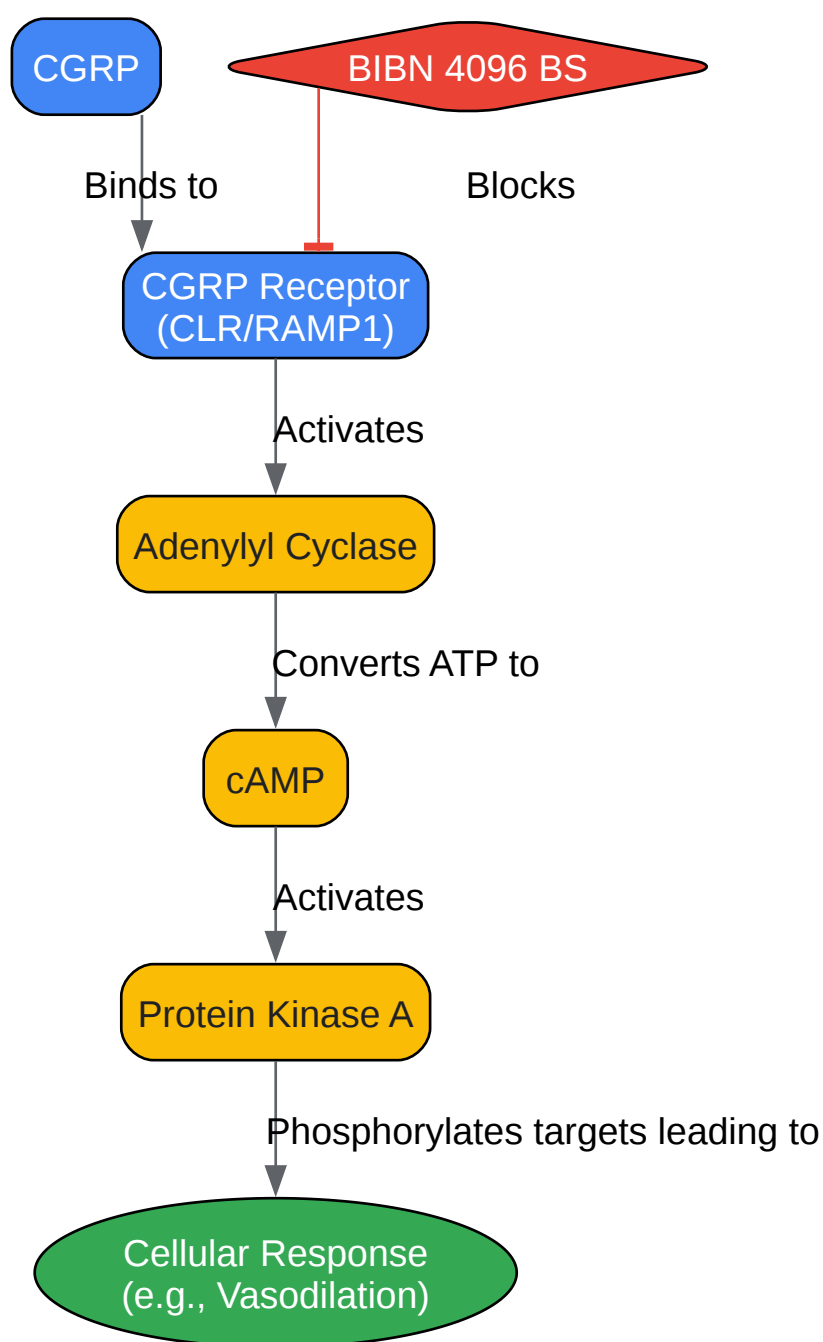 CGRP
BIBN 4096 BS
Binds to
Blocks
CGRP Receptor
(CLR/RAMP1)
Activates
Adenylyl Cyclase
Converts ATP to
cAMP
Activates
Protein Kinase A
Phosphorylates targets leading to
Cellular Response
(e.g., Vasodilation)